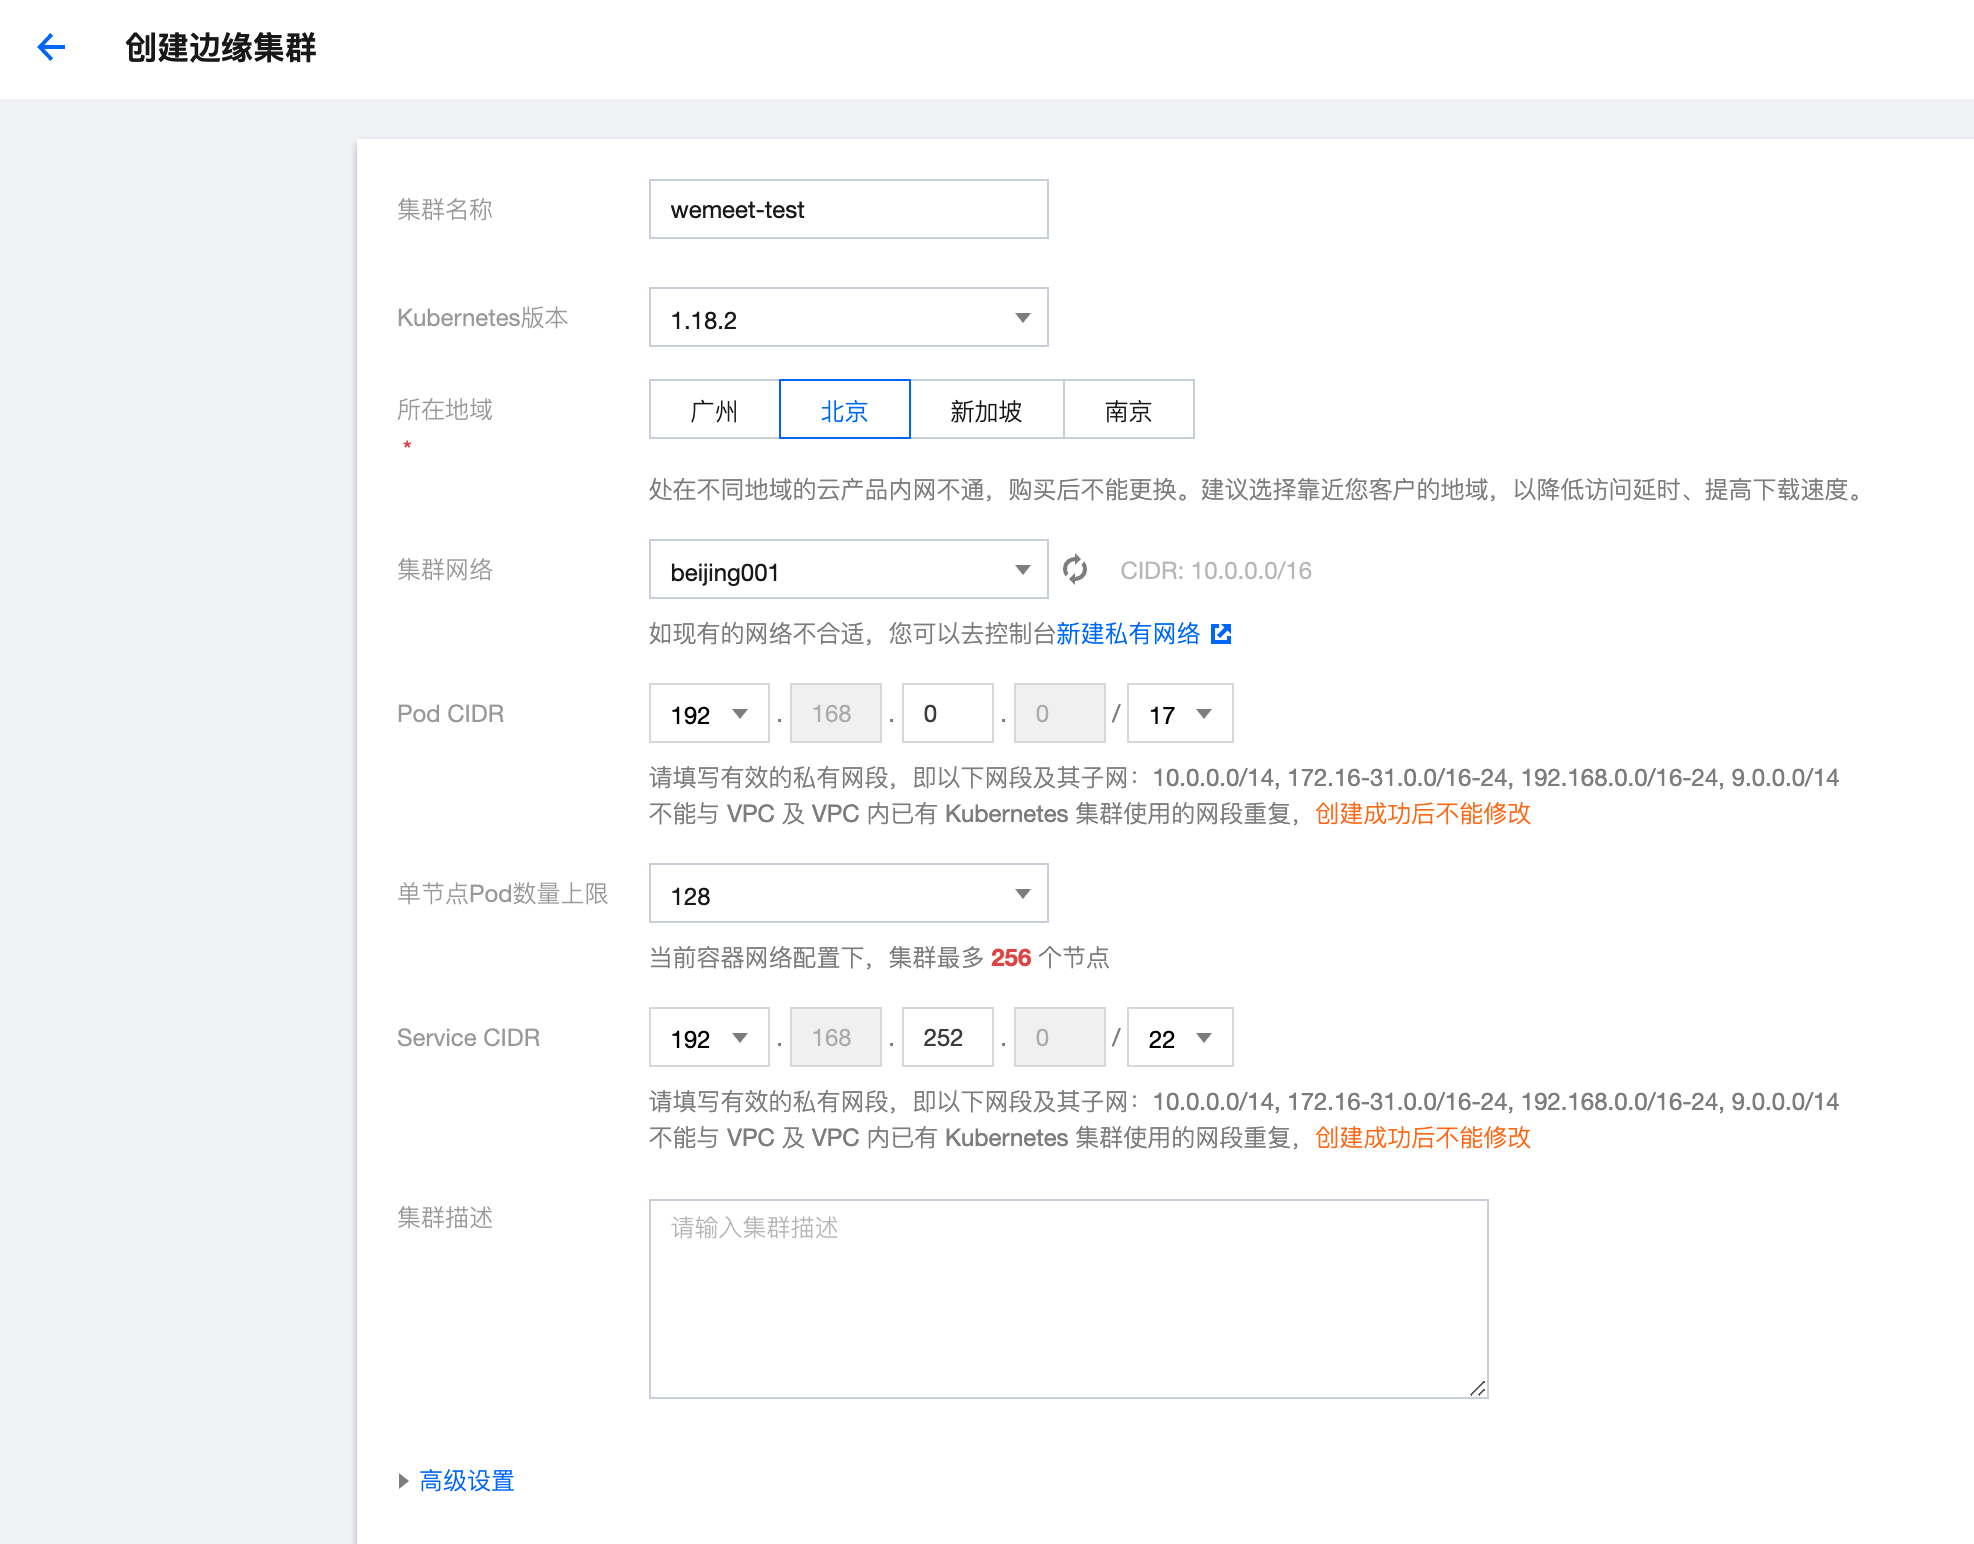 创建边缘集群
集群名称 wemeet-test
Kubernetes版本 1.18.2
所在地域 * 广州 北京 新加坡 南京
处在不同地域的云产品内网不通，购买后不能更换。建议选择靠近您客户的地域，以降低访问延时、提高下载速度。
集群网络 beijing001 CIDR: 10.0.0.0/16
如现有的网络不合适，您可以去控制台新建私有网络
Pod CIDR 192 . 168 . 0 . 0 / 17
请填写有效的私有网段，即以下网段及其子网：10.0.0.0/14, 172.16-31.0.0/16-24, 192.168.0.0/16-24, 9.0.0.0/14
不能与 VPC 及 VPC 内已有 Kubernetes 集群使用的网段重复，创建成功后不能修改
单节点Pod数量上限 128
当前容器网络配置下，集群最多 256 个节点
Service CIDR 192 . 168 . 252 . 0 / 22
请填写有效的私有网段，即以下网段及其子网：10.0.0.0/14, 172.16-31.0.0/16-24, 192.168.0.0/16-24, 9.0.0.0/14
不能与 VPC 及 VPC 内已有 Kubernetes 集群使用的网段重复，创建成功后不能修改
集群描述 请输入集群描述
高级设置